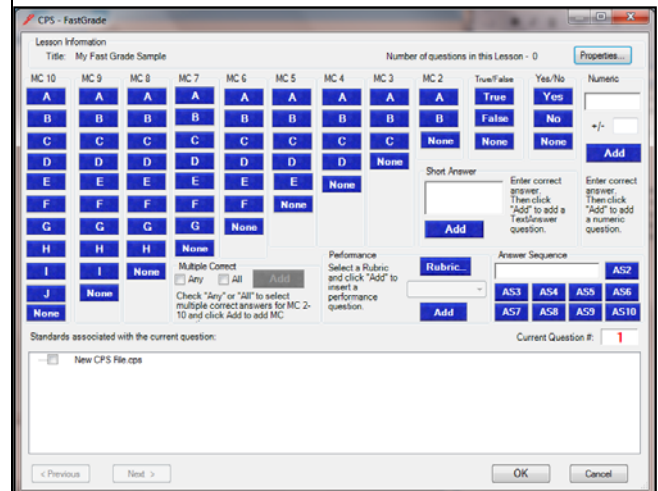 CPS - FastGrade
Lesson Information
Title: My Fast Grade Sample
Number of questions in this Lesson - 0
Properties...
MC 10 MC 9 MC 8 MC 7 MC 6 MC 5 MC 4 MC 3 MC 2 True/False Yes/No Numeric
A A A A A A A A A True Yes
B B B B B B B B B False No +/-
C C C C C C C C None None None Add
D D D D D D D None
E E E E E E None
F F F F F None
G G G G None
H H H None
I I None
J None
None
Short Answer
Add
Enter correct
answer.
Then click
"Add" to add a
TextAnswer
question.
Enter correct
answer.
Then click
"Add" to add
a numeric
question.
Multiple Correct
Any All Add
Check "Any" or "All" to select
multiple correct answers for MC 2-
10 and click Add to add MC
Performance
Select a Rubric
and click "Add" to
insert a
performance
question.
Rubric...
Add
Answer Sequence
AS2
AS3 AS4 AS5 AS6
AS7 AS8 AS9 AS10
Standards associated with the current question:
Current Question #: 1
New CPS File.cps
< Previous Next > OK Cancel